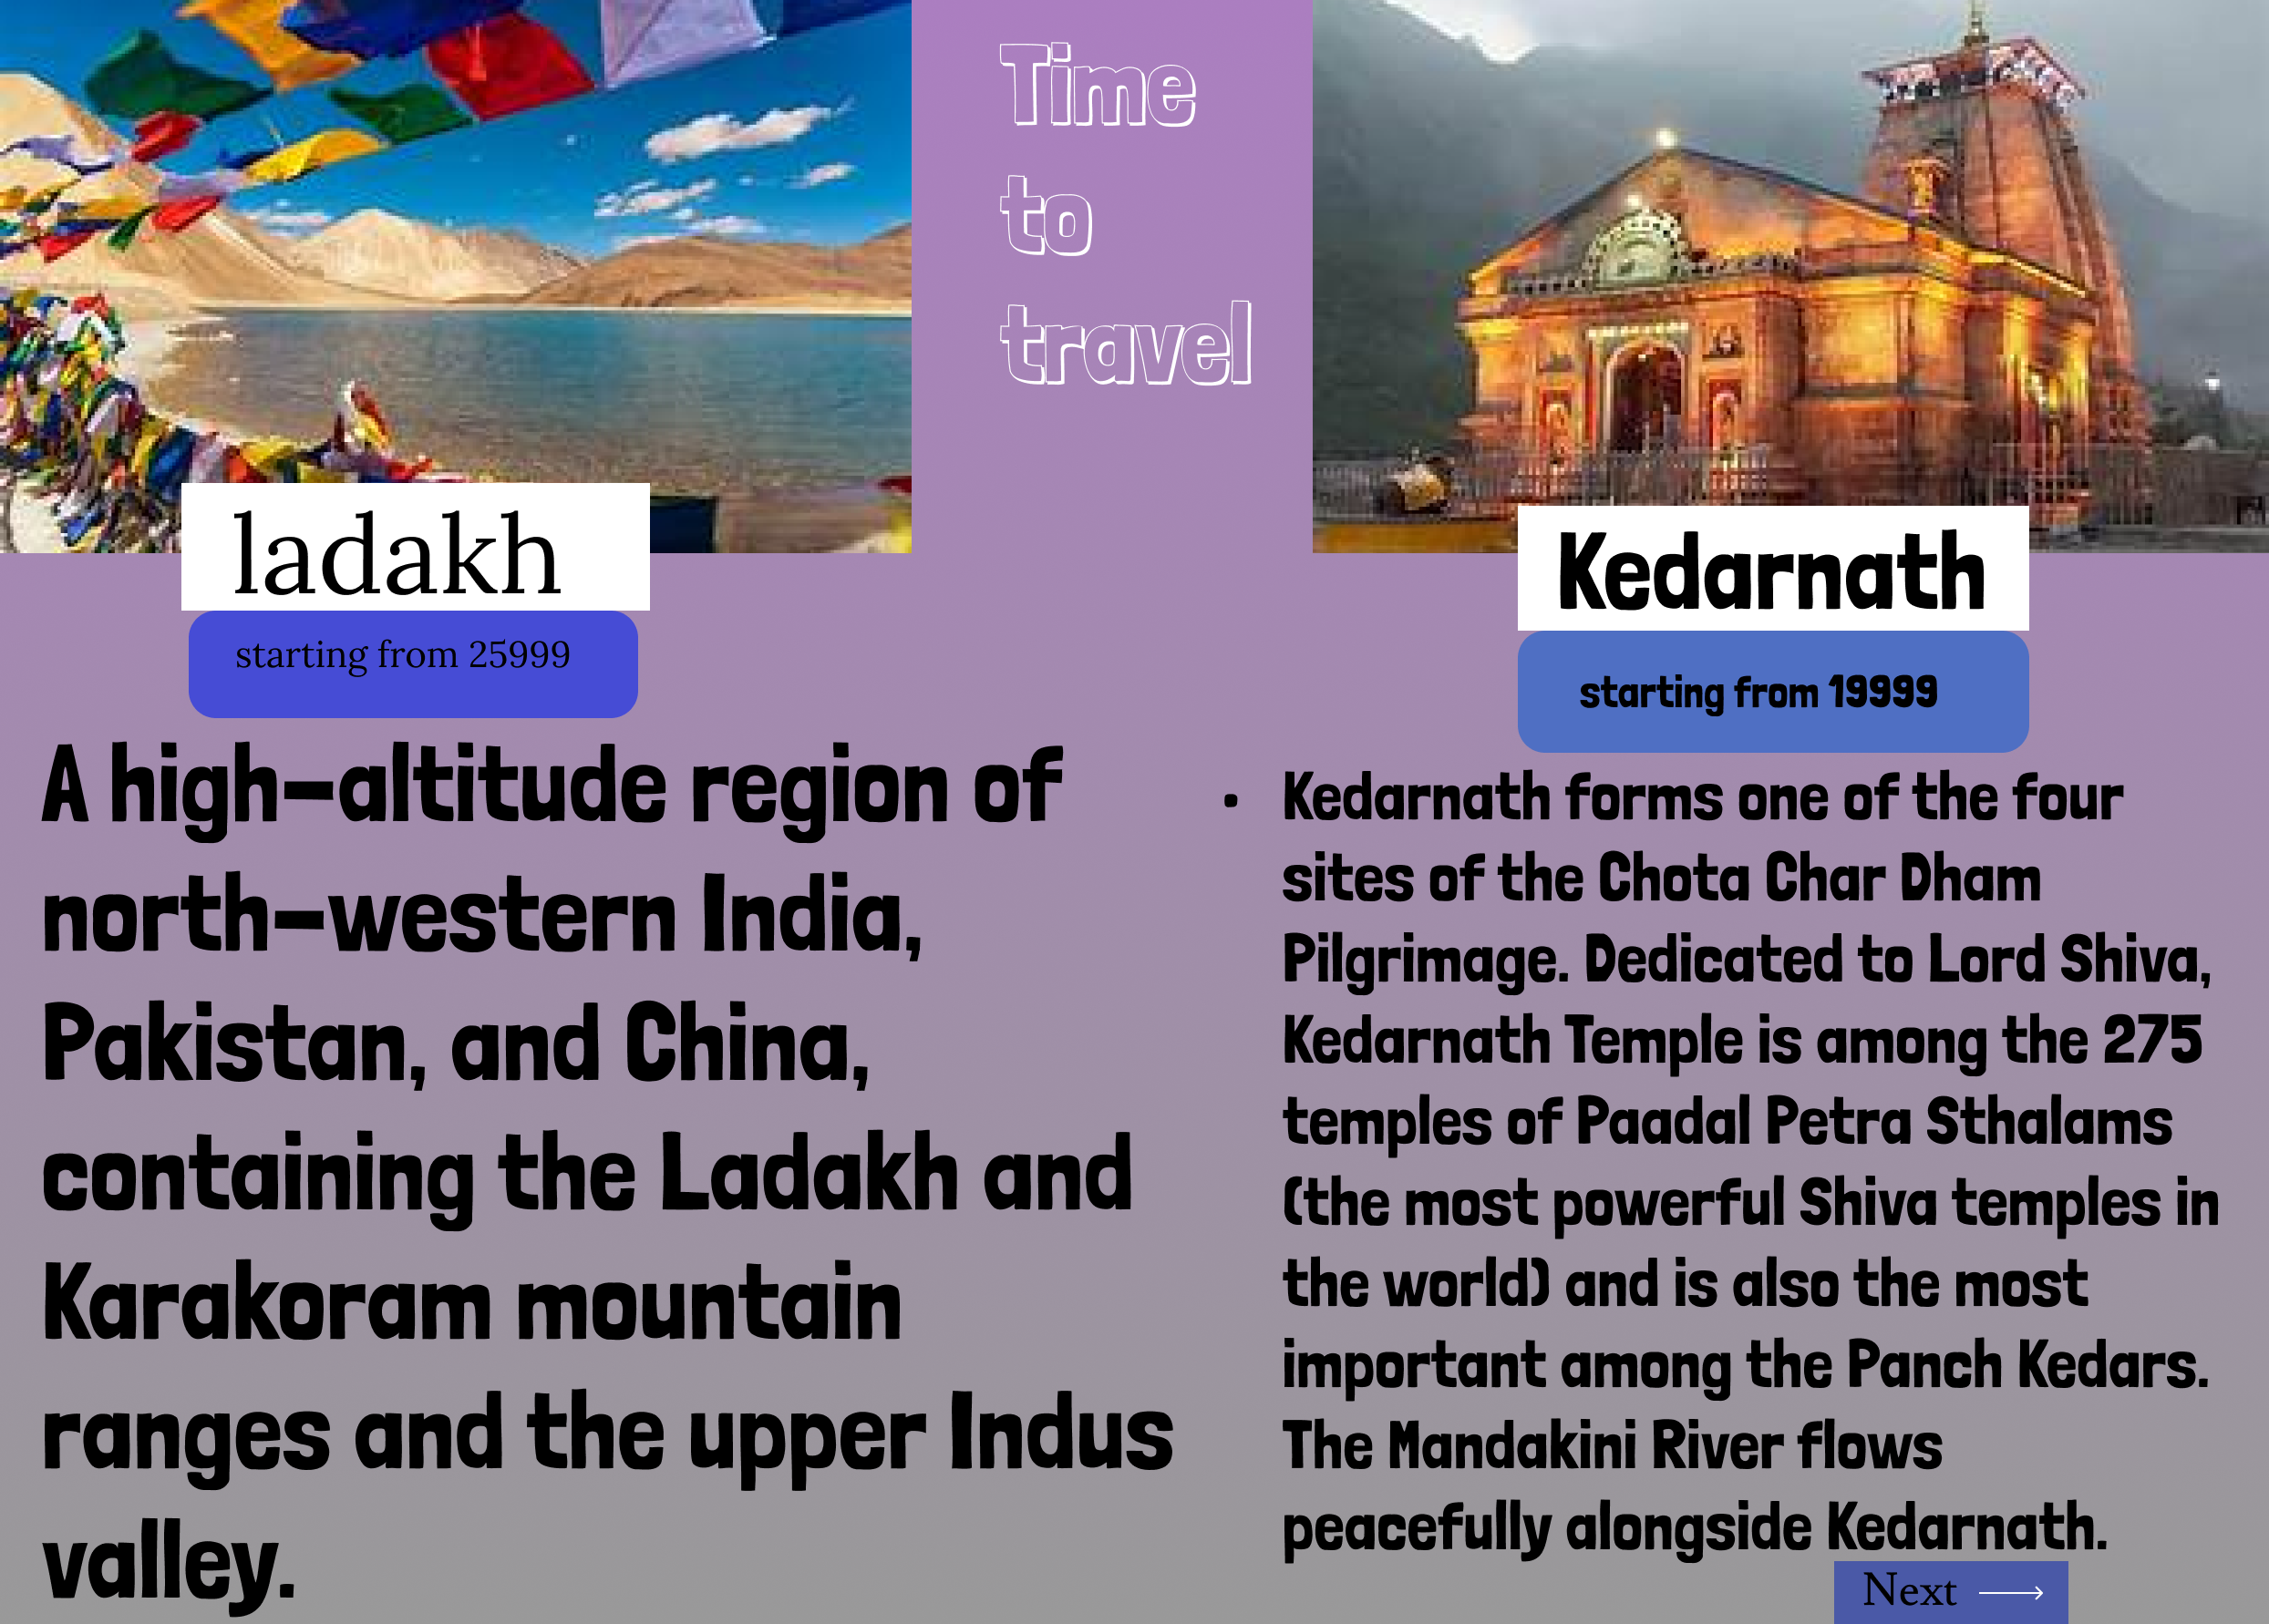 Time
to
travel
ladakh
starting from 25999
A high-altitude region of
north-western India,
Pakistan, and China,
containing the Ladakh and
Karakoram mountain
ranges and the upper Indus
valley.
Kedarnath
starting from 19999
• Kedarnath forms one of the four
sites of the Chota Char Dham
Pilgrimage. Dedicated to Lord Shiva,
Kedarnath Temple is among the 275
temples of Paadal Petra Sthalams
(the most powerful Shiva temples in
the world) and is also the most
important among the Panch Kedars.
The Mandakini River flows
peacefully alongside Kedarnath.
Next →